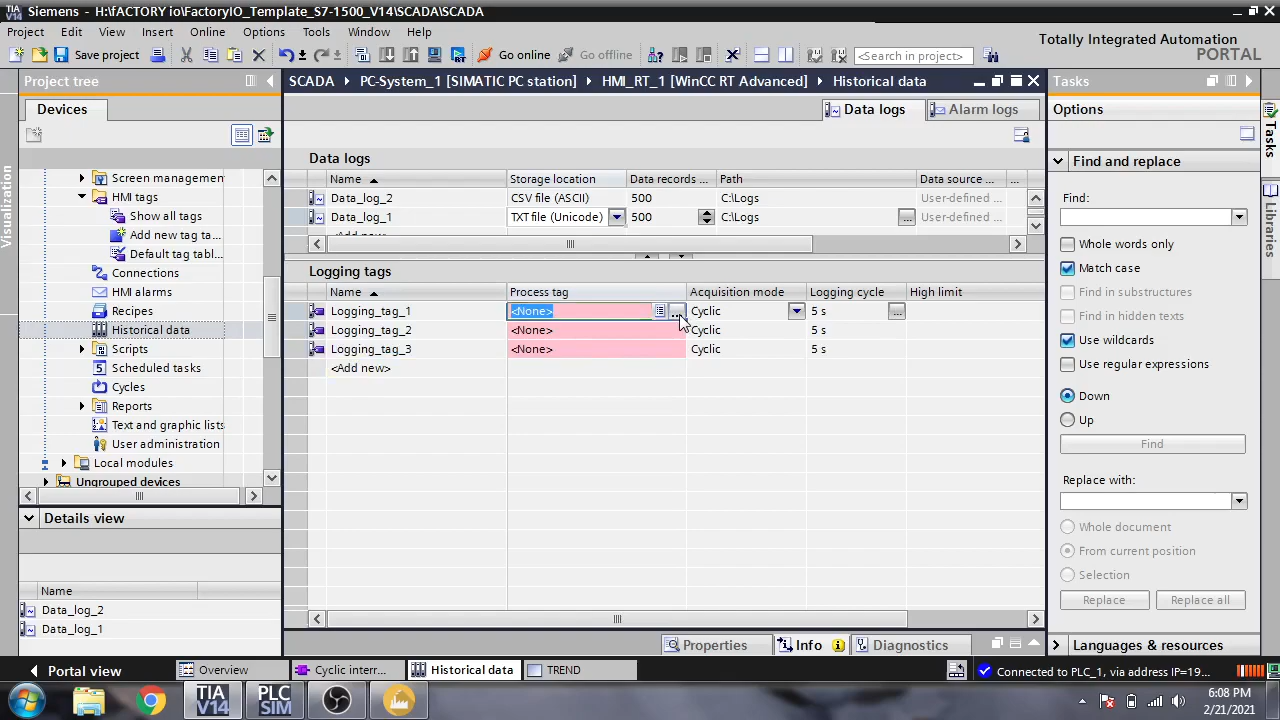 TIA V14 Siemens - H:\fACTORY io\FactoryIO_Template_S7-1500_V14\SCADA\SCADA
Project Edit View Insert Online Options Tools Window Help
Totally Integrated Automation
PORTAL
Save project Go online Go offline <Search in project>
Project tree
SCADA PC-System_1 [SIMATIC PC station] HMI_RT_1 [WinCC RT Advanced] Historical data
Tasks
Devices
Data logs Alarm logs
Options
Visualization
Screen management
HMI tags
Show all tags
Add new tag ta...
Default tag tabl...
Connections
HMI alarms
Recipes
Historical data
Scripts
Scheduled tasks
Cycles
Reports
Text and graphic lists
User administration
Local modules
Ungrouped devices
Details view
Name
Data_log_2
Data_log_1
Data logs
Name Storage location Data records ... Path Data source ... ...
Data_log_2 CSV file (ASCII) 500 C:\Logs User-defined
Data_log_1 TXT file (Unicode) 500 C:\Logs ... User-defined
<Add new>
Logging tags
Name Process tag Acquisition mode Logging cycle High limit
Logging_tag_1 <None> ... Cyclic 5 s ...
Logging_tag_2 <None> Cyclic 5 s
Logging_tag_3 <None> Cyclic 5 s
<Add new>
Find and replace
Find:
Whole words only
Match case
Find in substructures
Find in hidden texts
Use wildcards
Use regular expressions
Down
Up
Find
Replace with:
Whole document
From current position
Selection
Replace Replace all
Languages & resources
Tasks
Libraries
Properties Info Diagnostics
Portal view Overview Cyclic interr... Historical data TREND Connected to PLC_1, via address IP=19...
TIA V14 PLC SIM
6:08 PM
2/21/2021